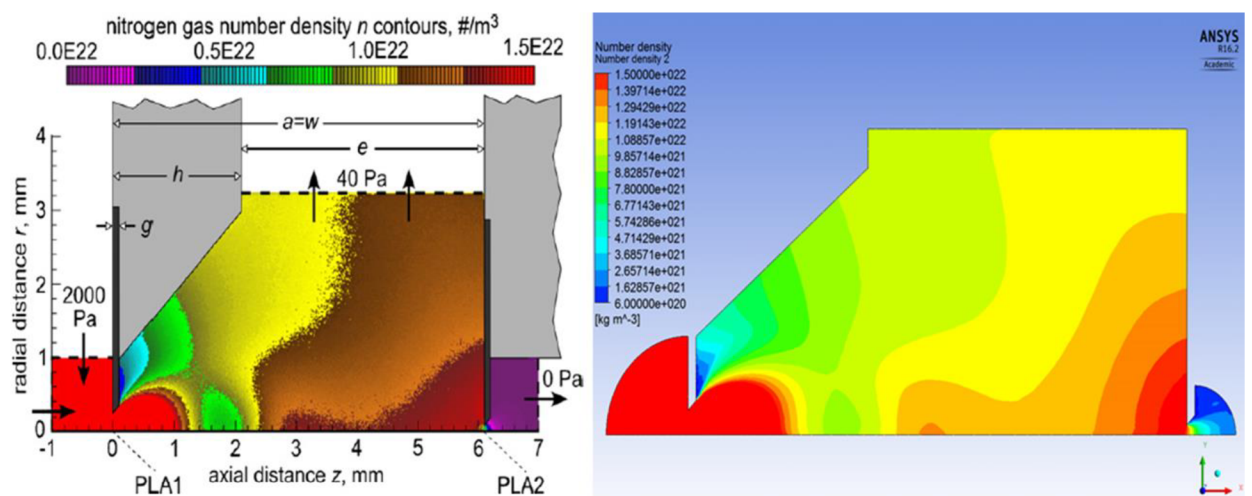 nitrogen gas number density n contours, #/m³
0.0E22 0.5E22 1.0E22 1.5E22
a=w
e
h
40 Pa
g
2000
Pa
0 Pa
radial distance r, mm
4
3
2
1
0
-1 0 1 2 3 4 5 6 7
axial distance z, mm
PLA1 PLA2
ANSYS
R16.2
Academic
Number density
Number density 2
1.50000e+022
1.39714e+022
1.29429e+022
1.19143e+022
1.08857e+022
9.85714e+021
8.82857e+021
7.80000e+021
6.77143e+021
5.74286e+021
4.71429e+021
3.68571e+021
2.65714e+021
1.62857e+021
6.00000e+020
[kg m^-3]
Y
X